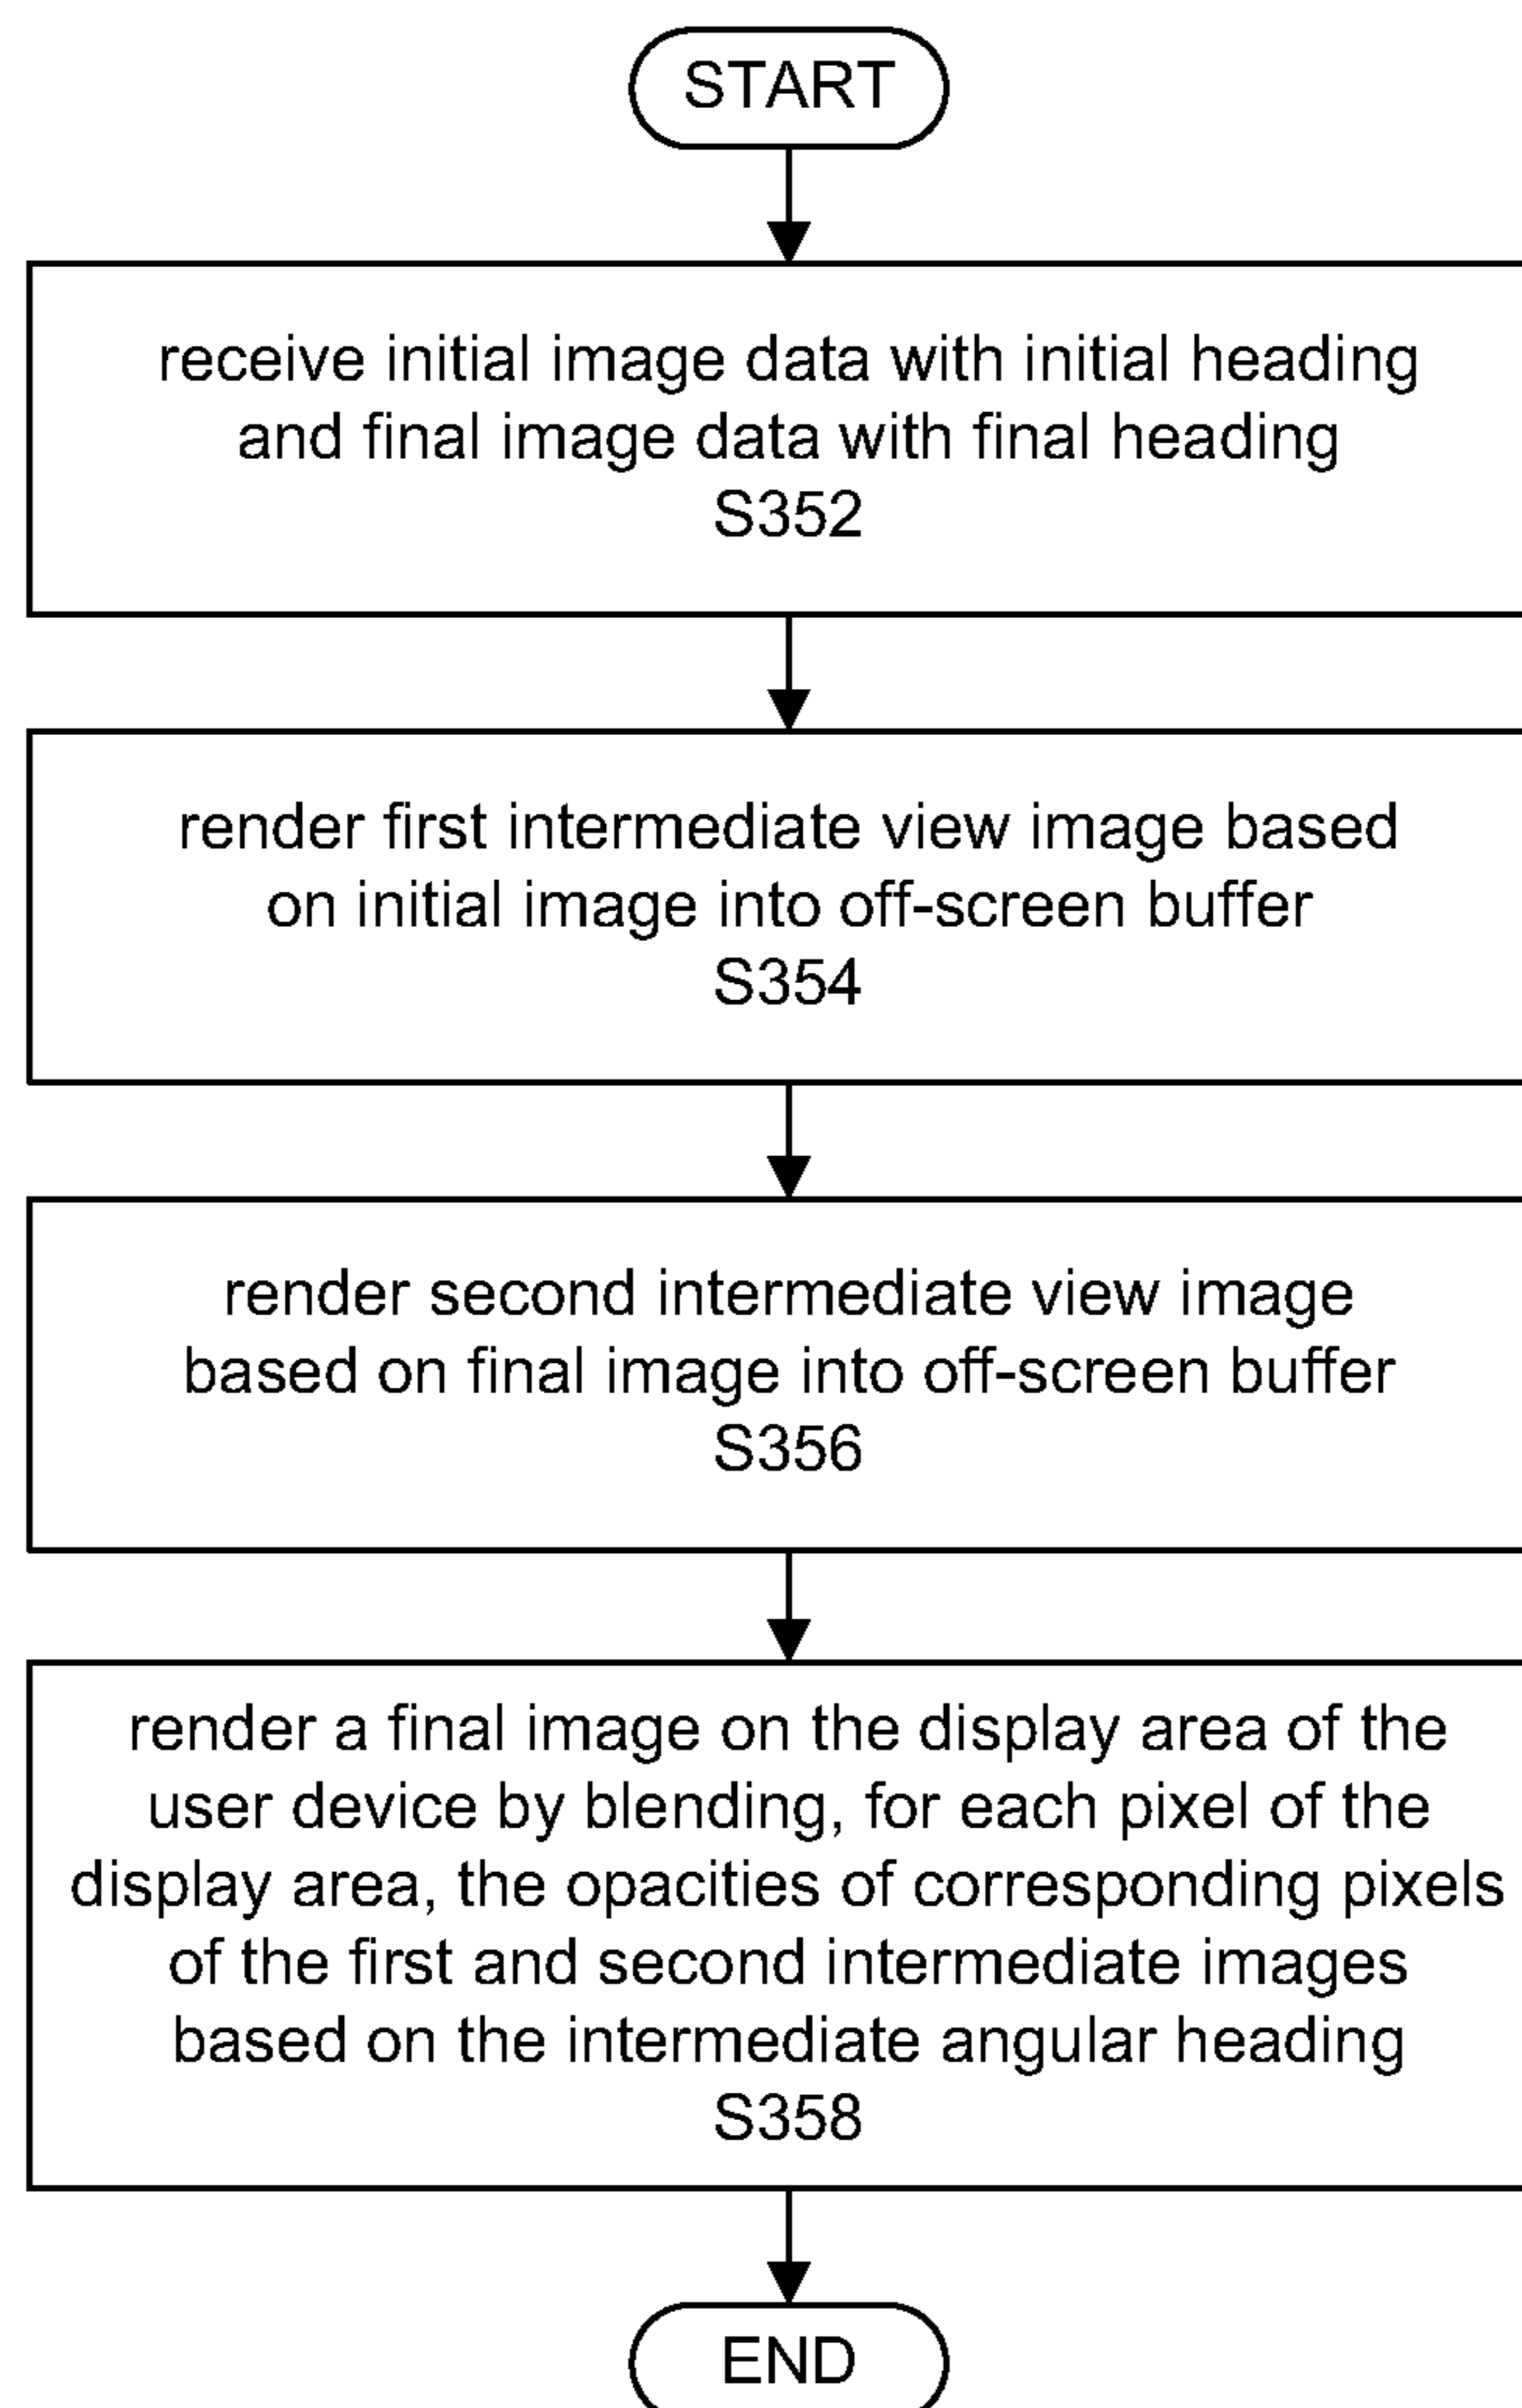 START
receive initial image data with initial heading
and final image data with final heading
S352
render first intermediate view image based
on initial image into off-screen buffer
S354
render second intermediate view image
based on final image into off-screen buffer
S356
render a final image on the display area of the
user device by blending, for each pixel of the
display area, the opacities of corresponding pixels
of the first and second intermediate images
based on the intermediate angular heading
S358
END